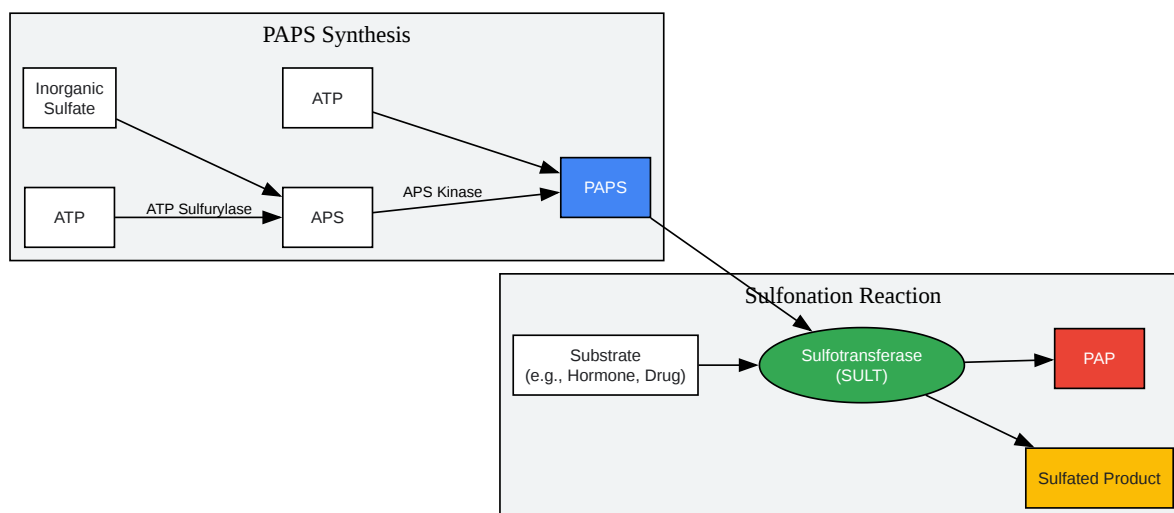 PAPS Synthesis
Inorganic
Sulfate
ATP
ATP
ATP Sulfurylase
APS
APS Kinase
PAPS
Sulfonation Reaction
Substrate
(e.g., Hormone, Drug)
Sulfotransferase
(SULT)
PAP
Sulfated Product